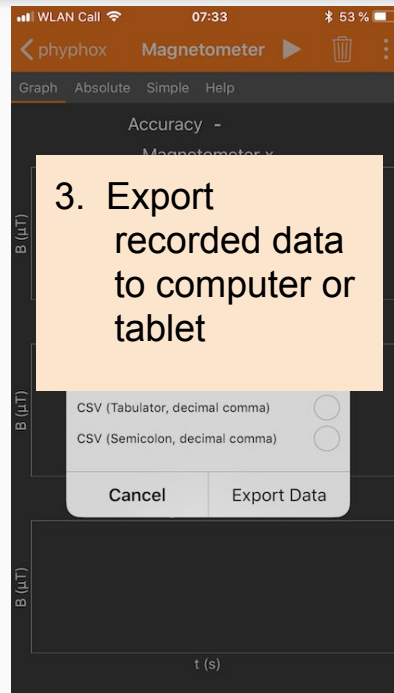 WLAN Call 07:33 53 %
phyphox Magnetometer
Graph Absolute Simple Help
Accuracy -
Magnetometer x
3. Export
recorded data
to computer or
tablet
B (µT)
B (µT)
CSV (Tabulator, decimal comma)
CSV (Semicolon, decimal comma)
Cancel Export Data
B (µT)
t (s)